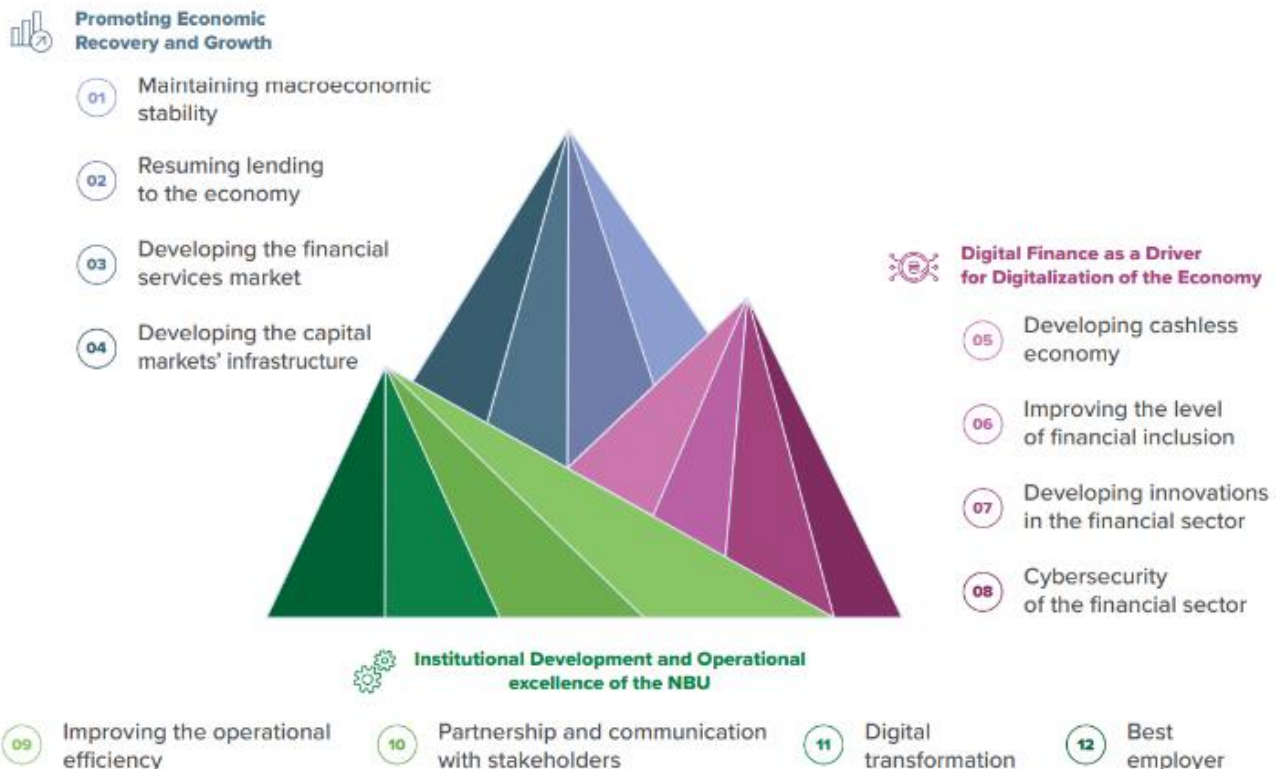 Promoting Economic
Recovery and Growth
01
Maintaining macroeconomic
stability
02
Resuming lending
to the economy
03
Developing the financial
services market
04
Developing the capital
markets' infrastructure
Digital Finance as a Driver
for Digitalization of the Economy
05
Developing cashless
economy
06
Improving the level
of financial inclusion
07
Developing innovations
in the financial sector
08
Cybersecurity
of the financial sector
Institutional Development and Operational
excellence of the NBU
09
Improving the operational
efficiency
10
Partnership and communication
with stakeholders
11
Digital
transformation
12
Best
employer